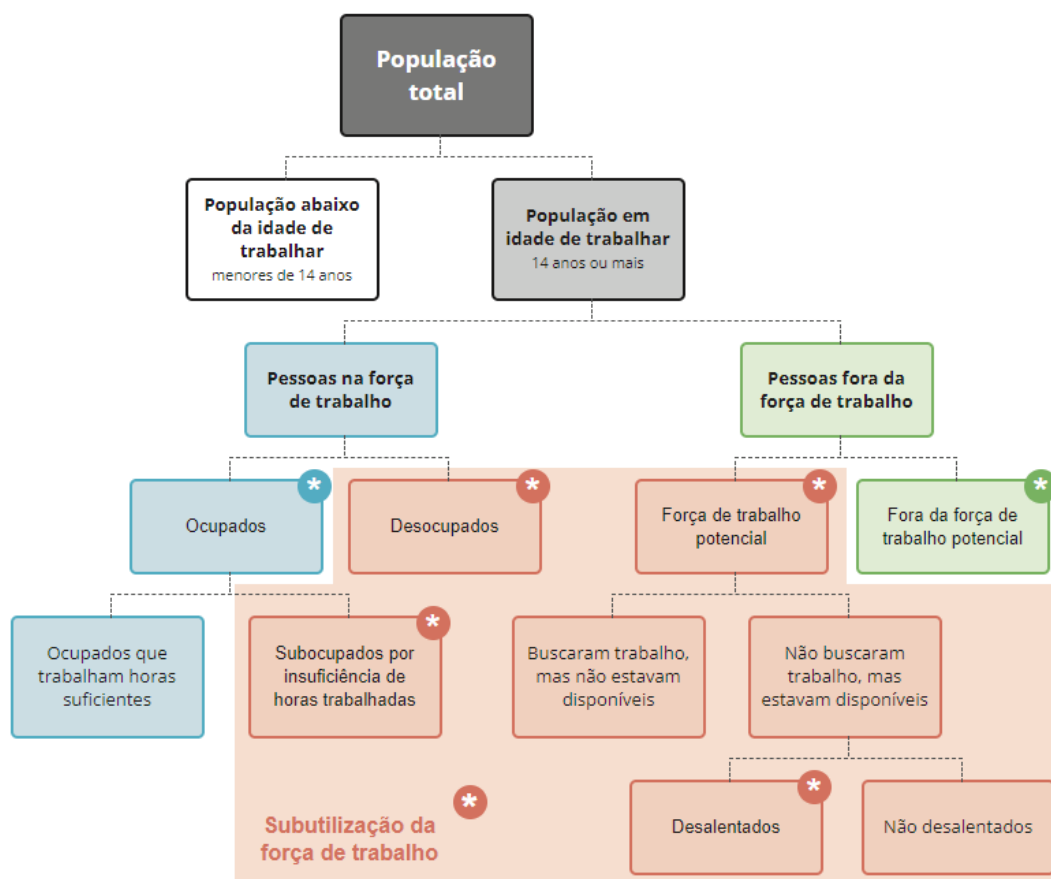 População
total
População abaixo
da idade de
trabalhar
menores de 14 anos
População em
idade de trabalhar
14 anos ou mais
Pessoas na força
de trabalho
Pessoas fora da
força de trabalho
*
Ocupados
*
Desocupados
*
Força de trabalho
potencial
*
Fora da força de
trabalho potencial
Ocupados que
trabalham horas
suficientes
*
Subocupados por
insuficiência de
horas trabalhadas
Buscaram trabalho,
mas não estavam
disponíveis
Não buscaram
trabalho, mas
estavam disponíveis
*
Subutilização da
força de trabalho
*
Desalentados
Não desalentados